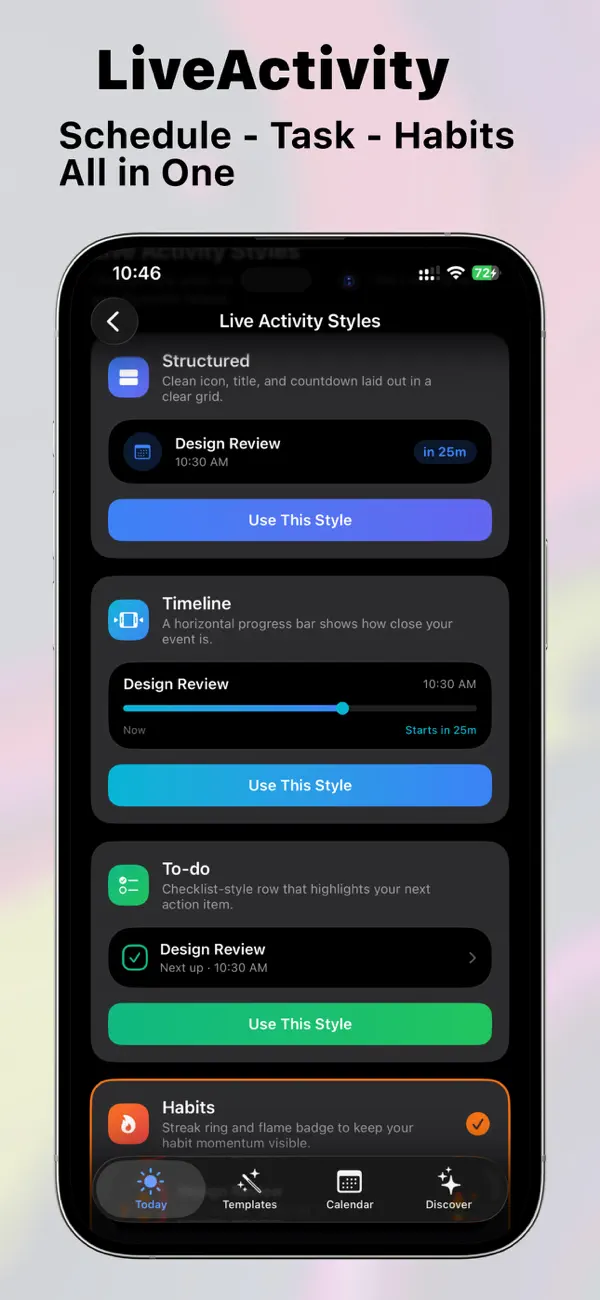 LiveActivity
Schedule - Task - Habits
All in One
10:46
72
Live Activity Styles
Structured
Clean icon, title, and countdown laid out in a
clear grid.
Design Review
10:30 AM
in 25m
Use This Style
Timeline
A horizontal progress bar shows how close your
event is.
Design Review
10:30 AM
Now
Starts in 25m
Use This Style
To-do
Checklist-style row that highlights your next
action item.
Design Review
Next up · 10:30 AM
Use This Style
Habits
Streak ring and flame badge to keep your
habit momentum visible.
Today
Templates
Calendar
Discover